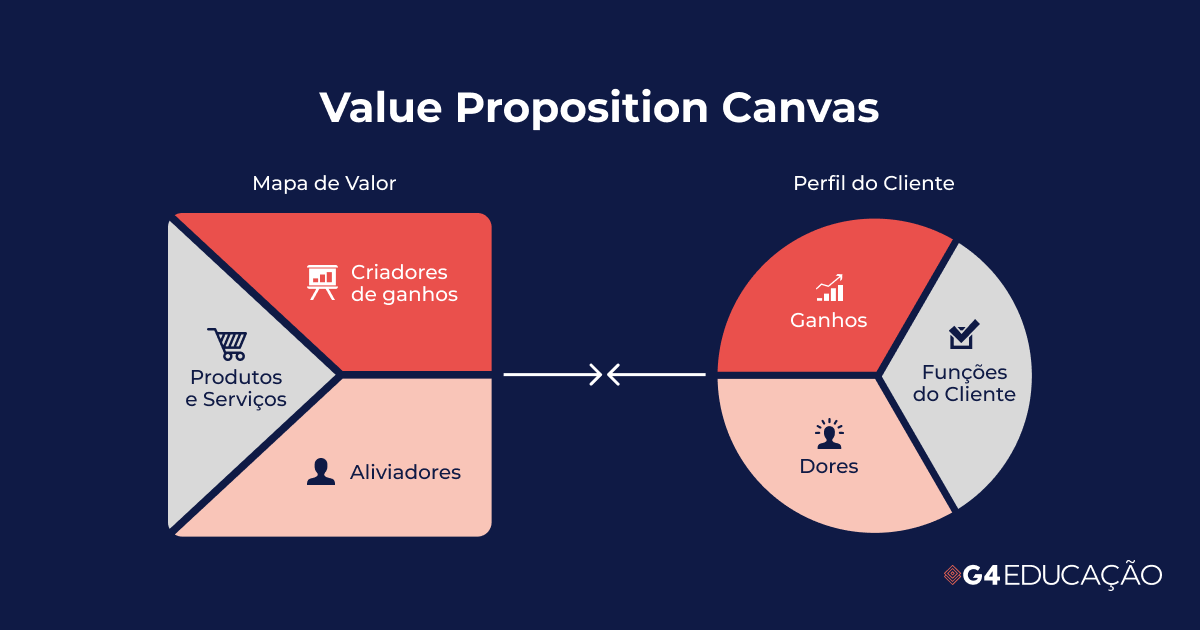 Value Proposition Canvas
Mapa de Valor
Criadores
de ganhos
Produtos
e Serviços
Aliviadores
Perfil do Cliente
Ganhos
Funções
do Cliente
Dores
G4 EDUCAÇÃO